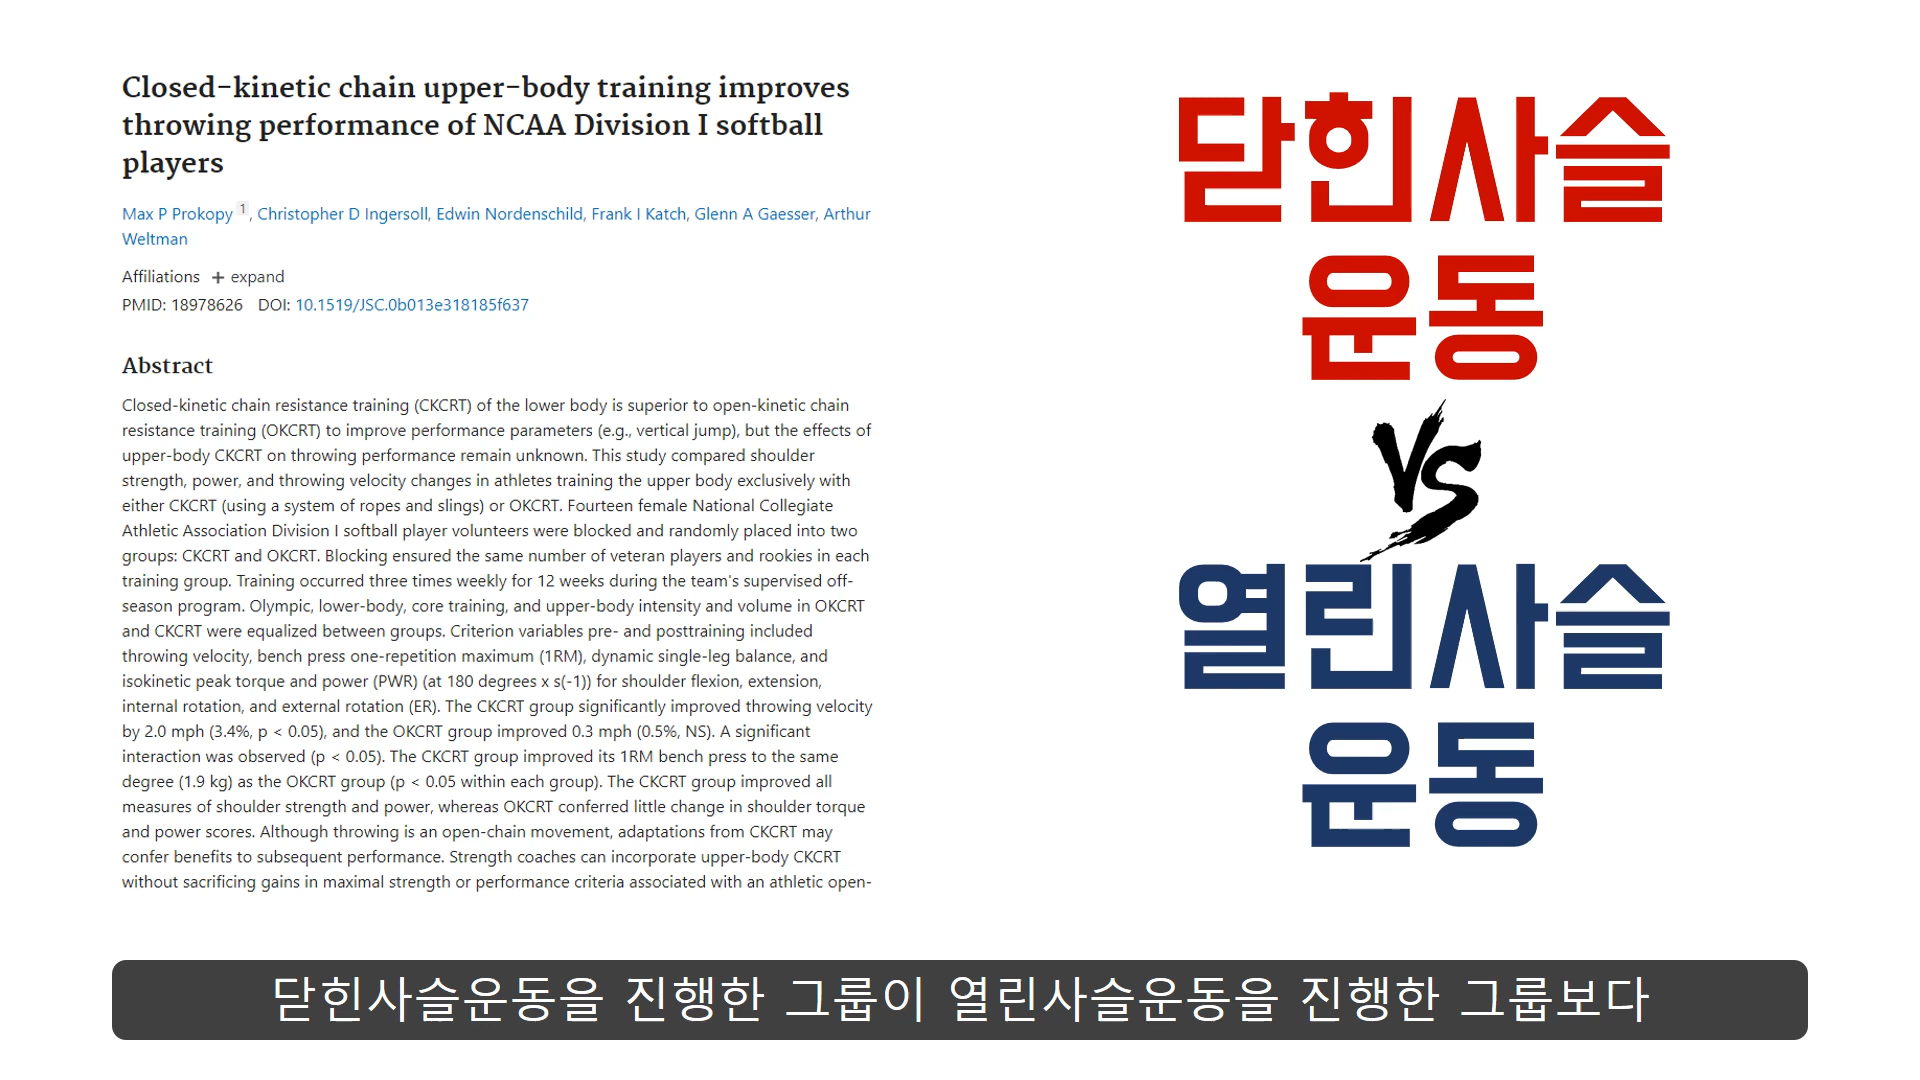 Closed-kinetic chain upper-body training improves
throwing performance of NCAA Division I softball
players
Max P Prokopy 1, Christopher D Ingersoll, Edwin Nordenschild, Frank I Katch, Glenn A Gaesser, Arthur
Weltman
Affiliations + expand
PMID: 18978626 DOI: 10.1519/JSC.0b013e318185f637
Abstract
Closed-kinetic chain resistance training (CKCRT) of the lower body is superior to open-kinetic chain
resistance training (OKCRT) to improve performance parameters (e.g., vertical jump), but the effects of
upper-body CKCRT on throwing performance remain unknown. This study compared shoulder
strength, power, and throwing velocity changes in athletes training the upper body exclusively with
either CKCRT (using a system of ropes and slings) or OKCRT. Fourteen female National Collegiate
Athletic Association Division I softball player volunteers were blocked and randomly placed into two
groups: CKCRT and OKCRT. Blocking ensured the same number of veteran players and rookies in each
training group. Training occurred three times weekly for 12 weeks during the team's supervised off-
season program. Olympic, lower-body, core training, and upper-body intensity and volume in OKCRT
and CKCRT were equalized between groups. Criterion variables pre- and posttraining included
throwing velocity, bench press one-repetition maximum (1RM), dynamic single-leg balance, and
isokinetic peak torque and power (PWR) (at 180 degrees x s(-1)) for shoulder flexion, extension,
internal rotation, and external rotation (ER). The CKCRT group significantly improved throwing velocity
by 2.0 mph (3.4%, p < 0.05), and the OKCRT group improved 0.3 mph (0.5%, NS). A significant
interaction was observed (p < 0.05). The CKCRT group improved its 1RM bench press to the same
degree (1.9 kg) as the OKCRT group (p < 0.05 within each group). The CKCRT group improved all
measures of shoulder strength and power, whereas OKCRT conferred little change in shoulder torque
and power scores. Although throwing is an open-chain movement, adaptations from CKCRT may
confer benefits to subsequent performance. Strength coaches can incorporate upper-body CKCRT
without sacrificing gains in maximal strength or performance criteria associated with an athletic open-
닫힌사슬
운동
VS
열린사슬
운동
닫힌사슬운동을 진행한 그룹이 열린사슬운동을 진행한 그룹보다